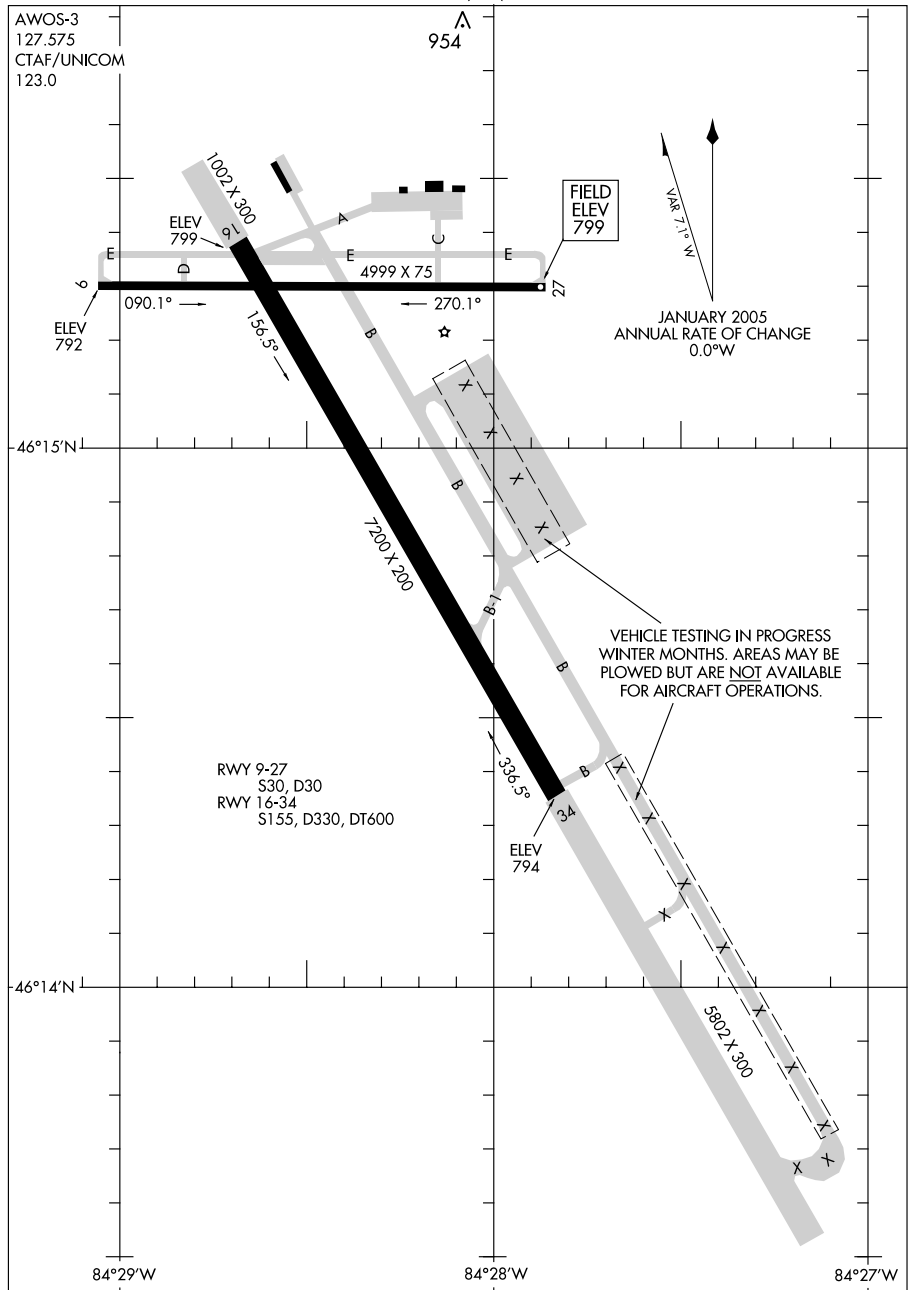 AWOS-3
127.575
CTAF/UNICOM
123.0
954
1002 X 300
ELEV
799
16
A
FIELD
ELEV
799
VAR 7.1° W
E
D
E
C
E
4999 X 75
9
27
090.1°
270.1°
ELEV
792
156.5°
B
JANUARY 2005
ANNUAL RATE OF CHANGE
0.0°W
46°15'N
X
X
X
X
B
7200 X 200
B-1
VEHICLE TESTING IN PROGRESS
WINTER MONTHS. AREAS MAY BE
PLOWED BUT ARE NOT AVAILABLE
FOR AIRCRAFT OPERATIONS.
B
336.5°
B
RWY 9-27
S30, D30
RWY 16-34
S155, D330, DT600
34
ELEV
794
X
X
X
X
X
X
X
X
46°14'N
5802 X 300
X
X
84°29'W
84°28'W
84°27'W